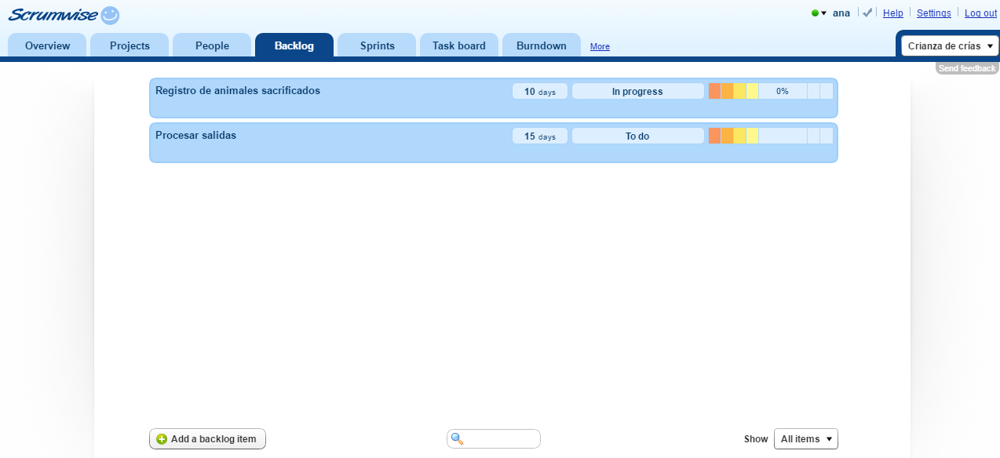 Scrumwise
ana Help Settings Log out
Overview Projects People Backlog Sprints Task board Burndown More Crianza de crías
Send feedback
Registro de animales sacrificados 10 days In progress 0%
Procesar salidas 15 days To do
Add a backlog item Show All items